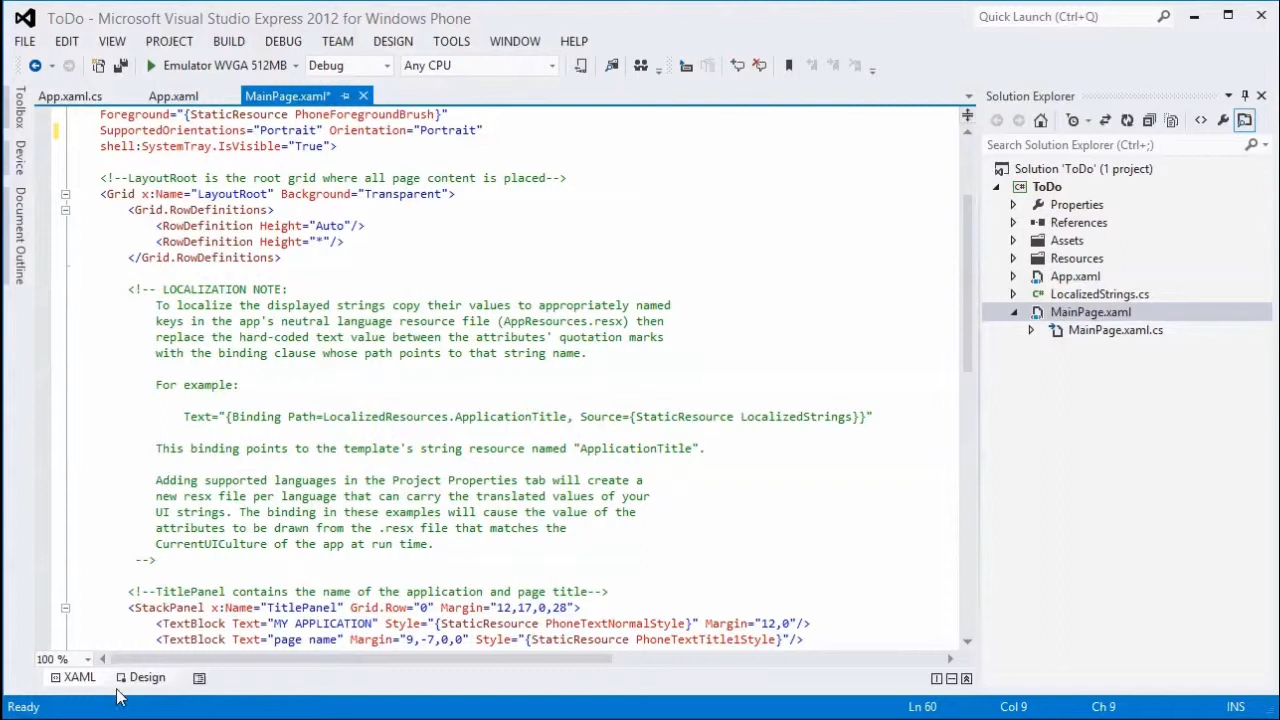 ToDo - Microsoft Visual Studio Express 2012 for Windows Phone
Quick Launch (Ctrl+Q)
FILE EDIT VIEW PROJECT BUILD DEBUG TEAM DESIGN TOOLS WINDOW HELP
Emulator WVGA 512MB Debug Any CPU
App.xaml.cs App.xaml MainPage.xaml*
Toolbox
Device
Document Outline
Foreground="{StaticResource PhoneForegroundBrush}"
SupportedOrientations="Portrait" Orientation="Portrait"
shell:SystemTray.IsVisible="True">
<!--LayoutRoot is the root grid where all page content is placed-->
<Grid x:Name="LayoutRoot" Background="Transparent">
<Grid.RowDefinitions>
<RowDefinition Height="Auto"/>
<RowDefinition Height="*"/>
</Grid.RowDefinitions>
<!-- LOCALIZATION NOTE:
To localize the displayed strings copy their values to appropriately named
keys in the app's neutral language resource file (AppResources.resx) then
replace the hard-coded text value between the attributes' quotation marks
with the binding clause whose path points to that string name.
For example:
Text="{Binding Path=LocalizedResources.ApplicationTitle, Source={StaticResource LocalizedStrings}}"
This binding points to the template's string resource named "ApplicationTitle".
Adding supported languages in the Project Properties tab will create a
new resx file per language that can carry the translated values of your
UI strings. The binding in these examples will cause the value of the
attributes to be drawn from the .resx file that matches the
CurrentUICulture of the app at run time.
-->
<!--TitlePanel contains the name of the application and page title-->
<StackPanel x:Name="TitlePanel" Grid.Row="0" Margin="12,17,0,28">
<TextBlock Text="MY APPLICATION" Style="{StaticResource PhoneTextNormalStyle}" Margin="12,0"/>
<TextBlock Text="page name" Margin="9,-7,0,0" Style="{StaticResource PhoneTextTitle1Style}"/>
100 %
XAML Design
Solution Explorer
Search Solution Explorer (Ctrl+;)
Solution 'ToDo' (1 project)
ToDo
Properties
References
Assets
Resources
App.xaml
LocalizedStrings.cs
MainPage.xaml
MainPage.xaml.cs
Ready Ln 60 Col 9 Ch 9 INS